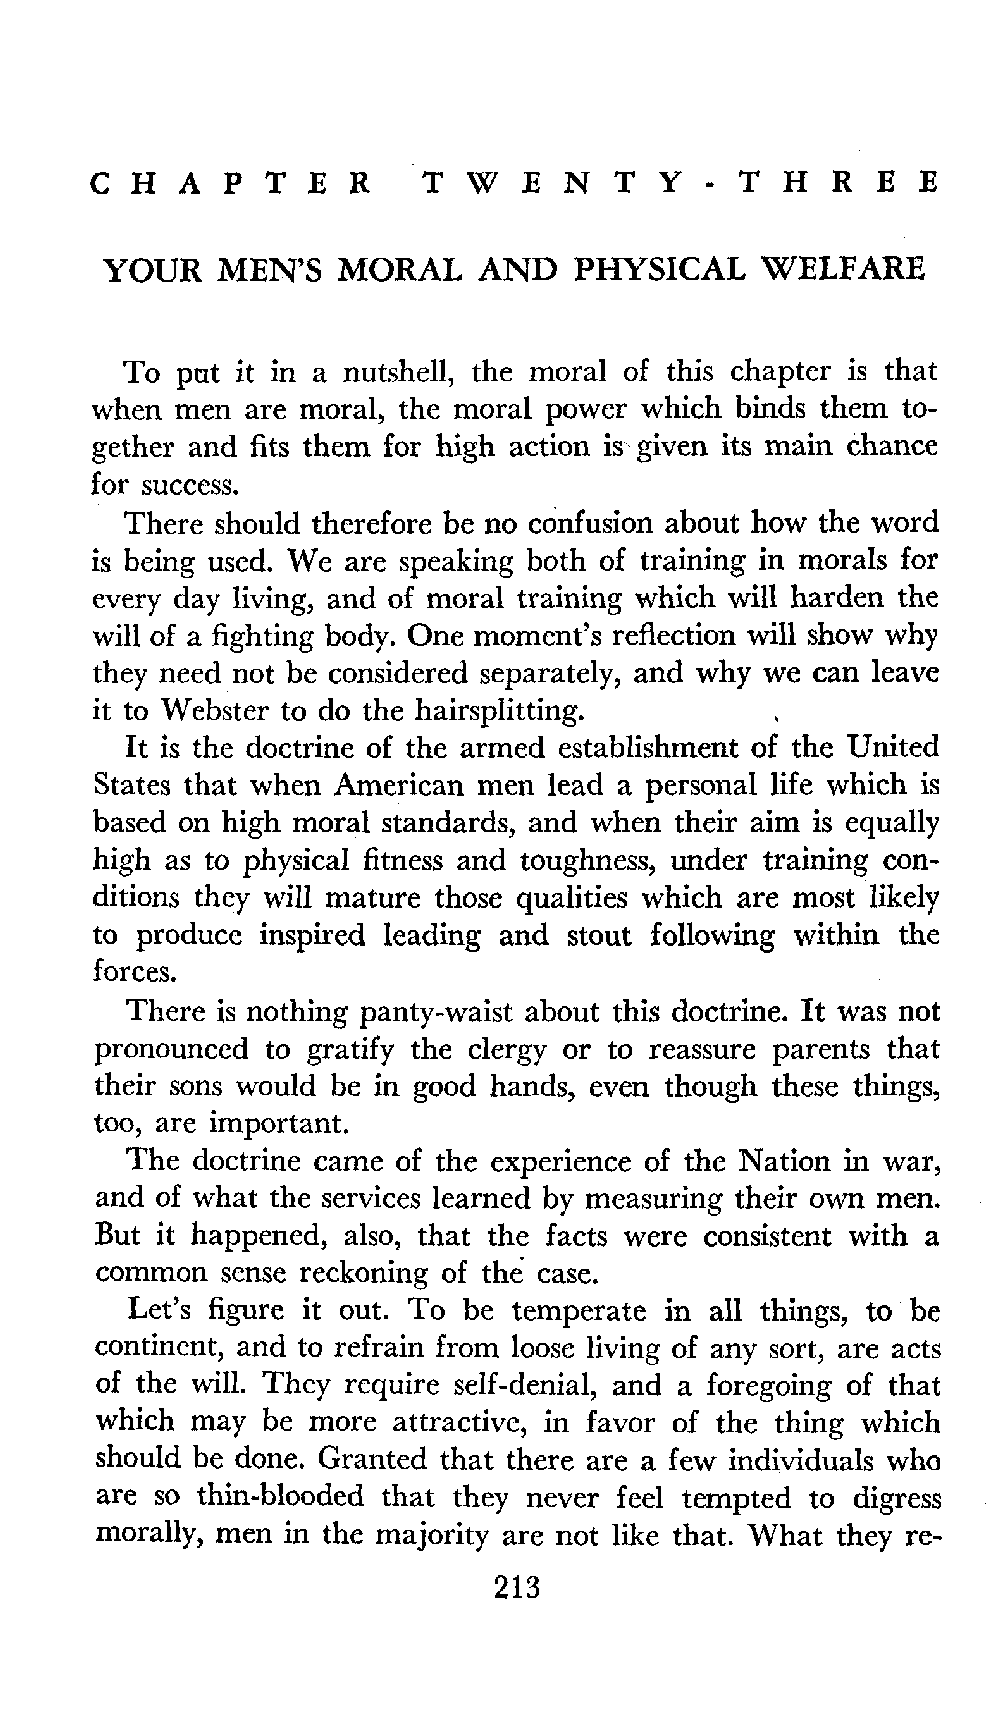 CHAPTER TWENTY-THREE
YOUR MEN'S MORAL AND PHYSICAL WELFARE
To put it in a nutshell, the moral of this chapter is that
when men are moral, the moral power which binds them to-
gether and fits them for high action is given its main chance
for success.
There should therefore be no confusion about how the word
is being used. We are speaking both of training in morals for
every day living, and of moral training which will harden the
will of a fighting body. One moment's reflection will show why
they need not be considered separately, and why we can leave
it to Webster to do the hairsplitting.
It is the doctrine of the armed establishment of the United
States that when American men lead a personal life which is
based on high moral standards, and when their aim is equally
high as to physical fitness and toughness, under training con-
ditions they will mature those qualities which are most likely
to produce inspired leading and stout following within the
forces.
There is nothing panty-waist about this doctrine. It was not
pronounced to gratify the clergy or to reassure parents that
their sons would be in good hands, even though these things,
too, are important.
The doctrine came of the experience of the Nation in war,
and of what the services learned by measuring their own men.
But it happened, also, that the facts were consistent with a
common sense reckoning of the case.
Let's figure it out. To be temperate in all things, to be
continent, and to refrain from loose living of any sort, are acts
of the will. They require self-denial, and a foregoing of that
which may be more attractive, in favor of the thing which
should be done. Granted that there are a few individuals who
are so thin-blooded that they never feel tempted to digress
morally, men in the majority are not like that. What they re-
213